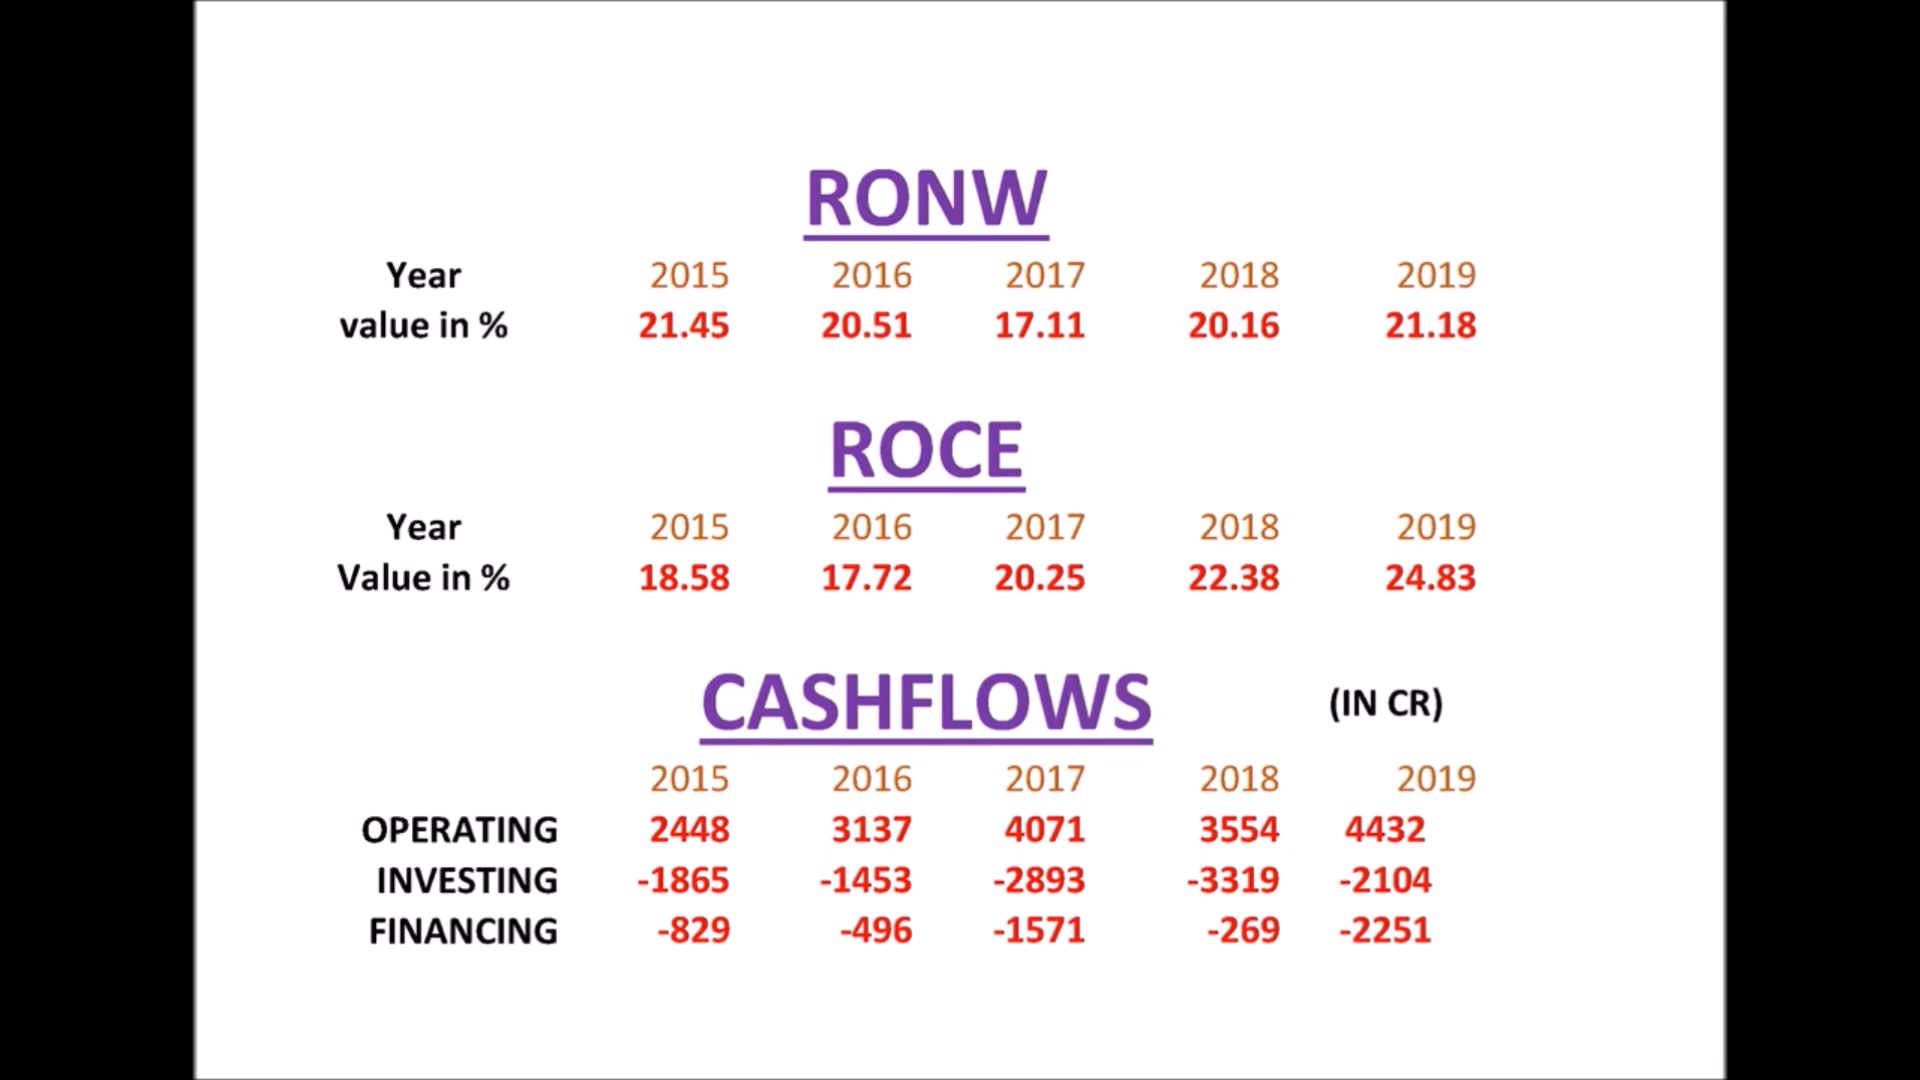 RONW
Year 2015 2016 2017 2018 2019
value in % 21.45 20.51 17.11 20.16 21.18
ROCE
Year 2015 2016 2017 2018 2019
Value in % 18.58 17.72 20.25 22.38 24.83
CASHFLOWS (IN CR)
2015 2016 2017 2018 2019
OPERATING 2448 3137 4071 3554 4432
INVESTING -1865 -1453 -2893 -3319 -2104
FINANCING -829 -496 -1571 -269 -2251